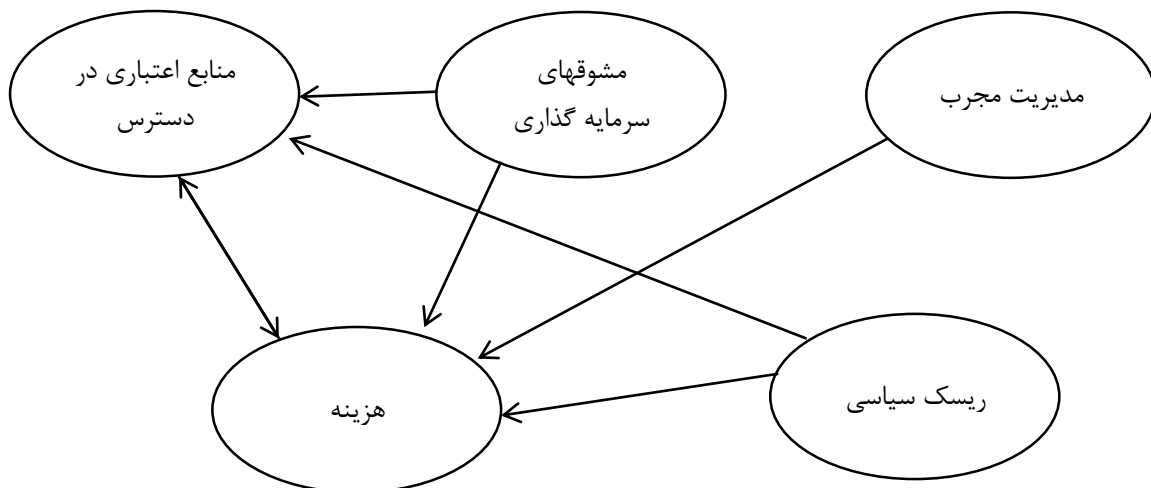 مدیریت مجرب
مشوقهای
سرمایه گذاری
منابع اعتباری در
دسترس
ریسک سیاسی
هزینه